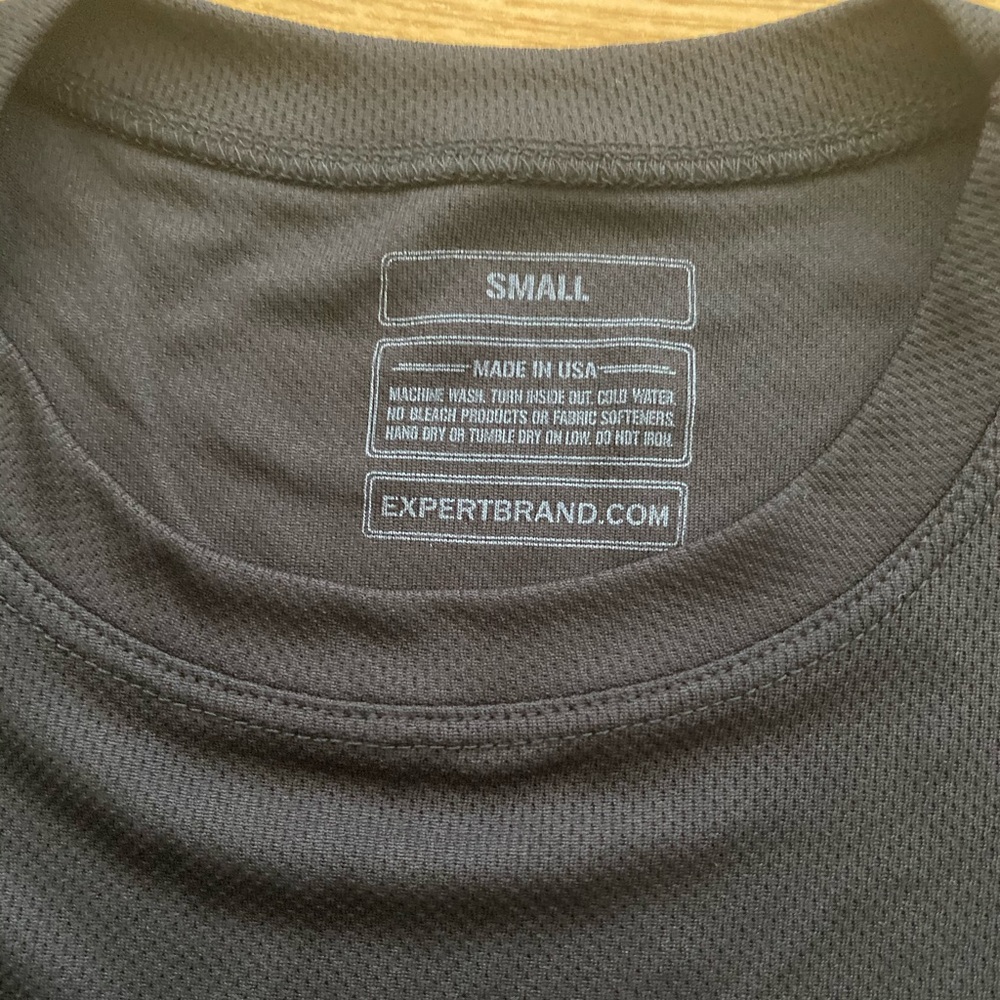 SMALL
MADE IN USA
MACHINE WASH. TURN INSIDE OUT. COLD WATER.
NO BLEACH PRODUCTS OR FABRIC SOFTENERS.
HANG DRY OR TUMBLE DRY ON LOW. DO NOT IRON.
EXPERTBRAND.COM